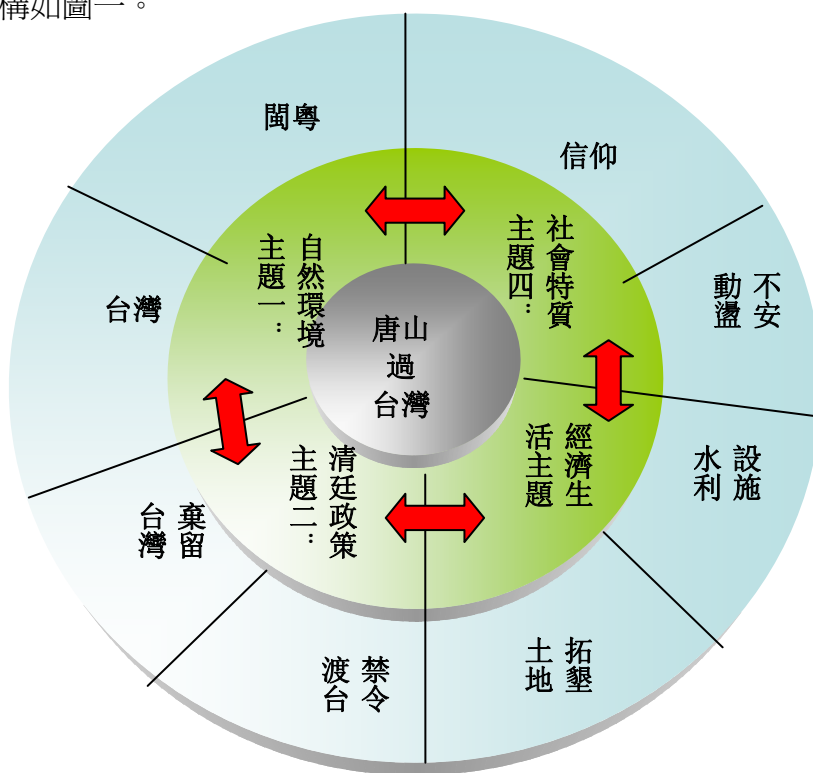 構如圖一。
閩粵
信仰
主題一：
自然環境
主題四：
社會特質
動盪
不安
台灣
唐山
過
台灣
主題二：
清廷政策
經濟生
活主題
水利
設施
台灣
棄留
渡台
禁令
土地
拓墾